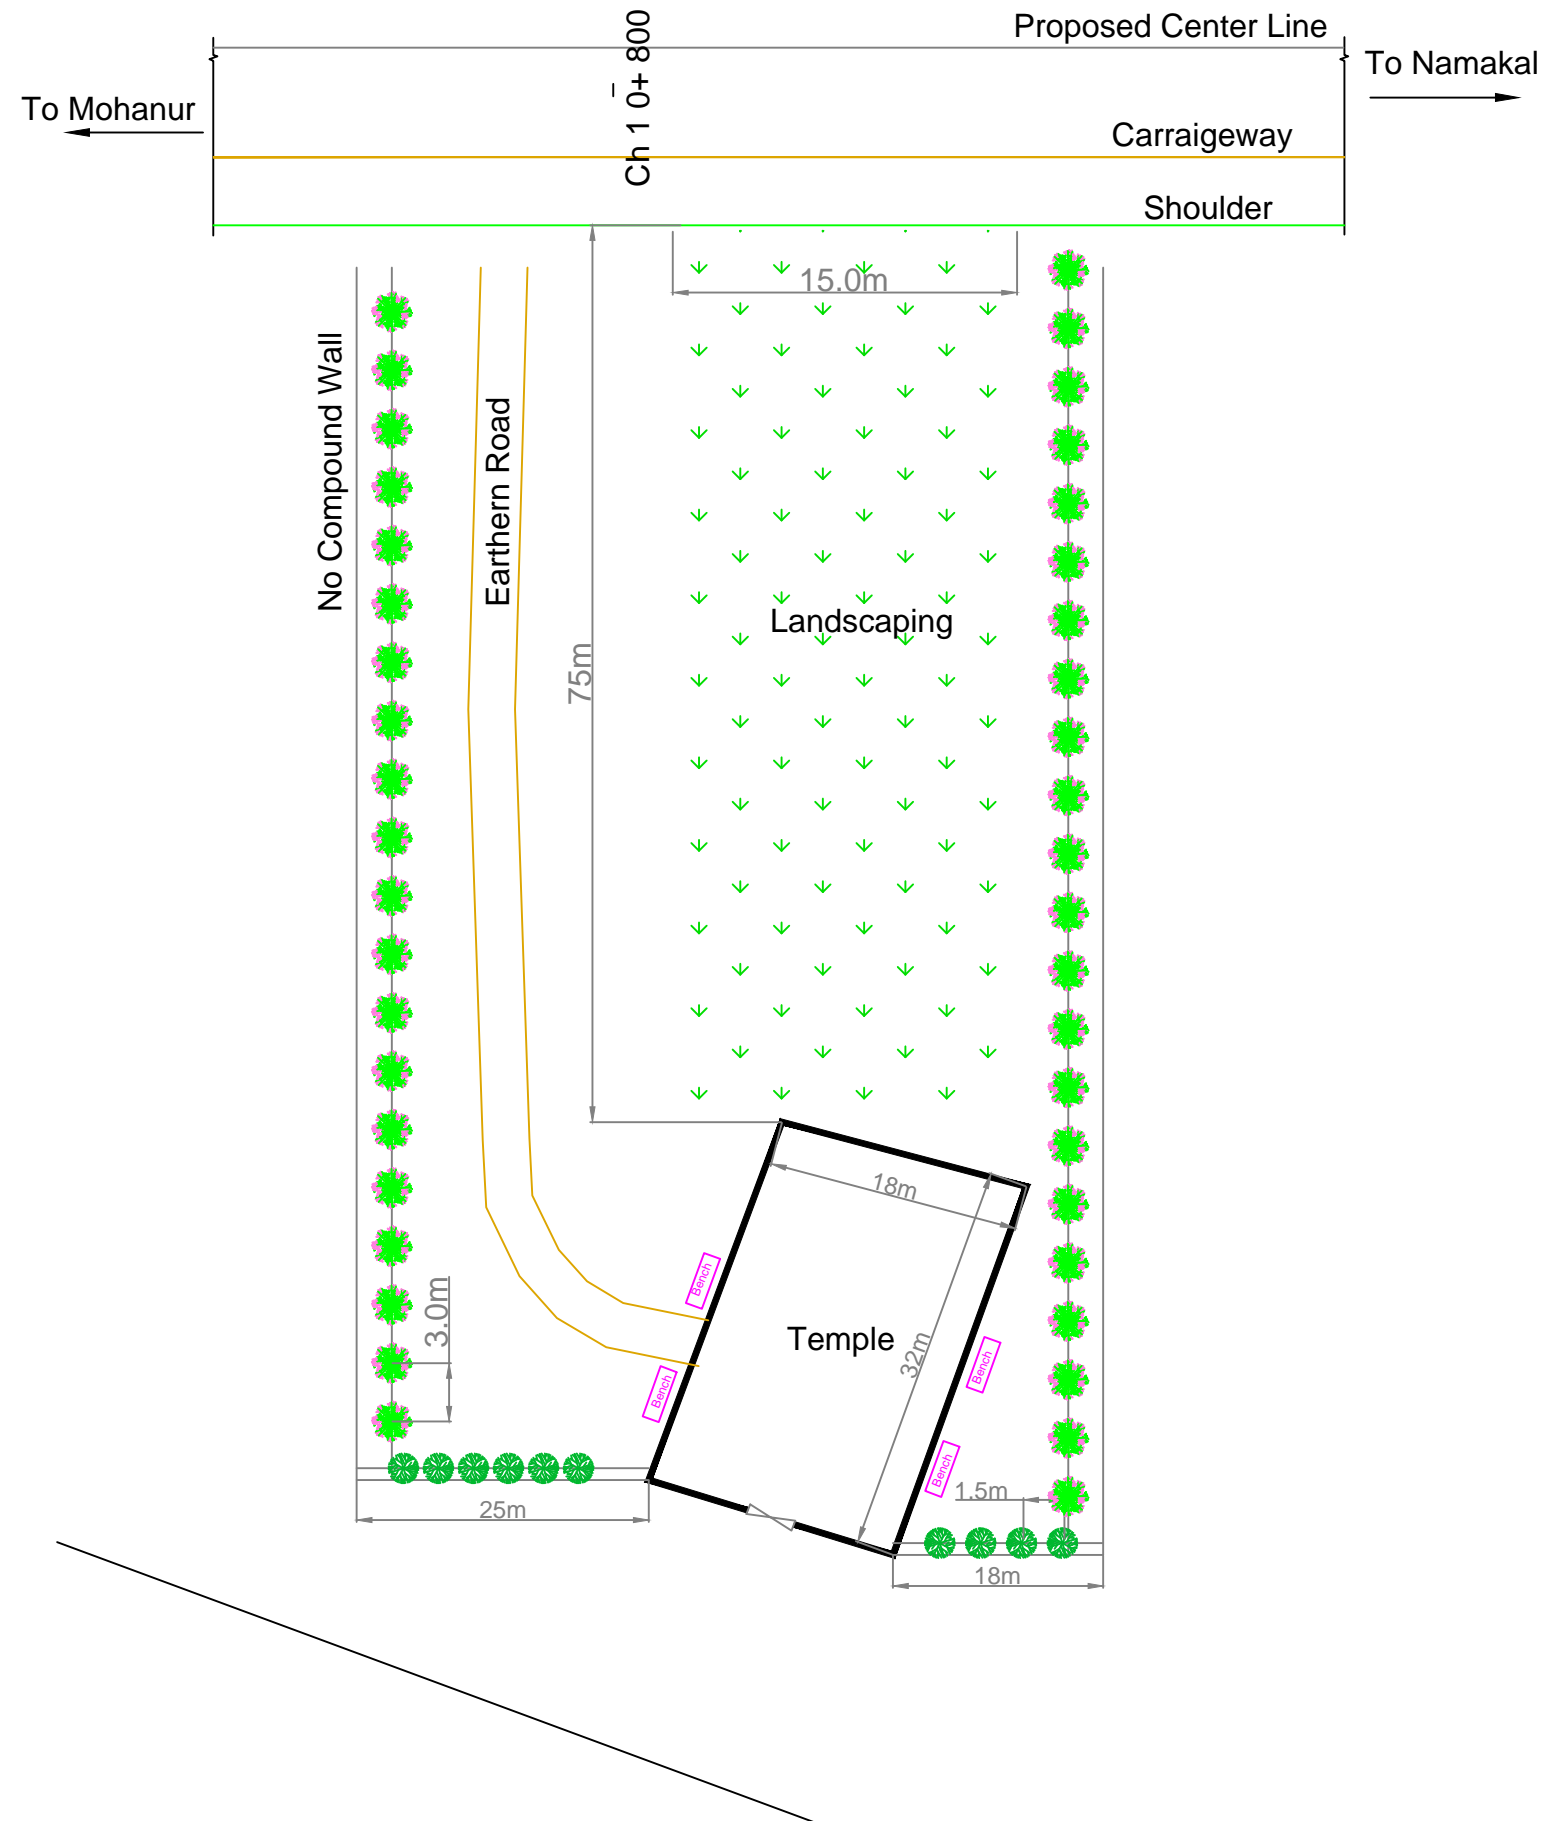 Proposed Center Line
To Namakal
To Mohanur
Ch 1 0+ 800
Carraigeway
Shoulder
15.0m
No Compound Wall
Earthern Road
Landscaping
75m
18m
Bench
3.0m
Temple
32m
Bench
Bench
Bench
1.5m
25m
18m